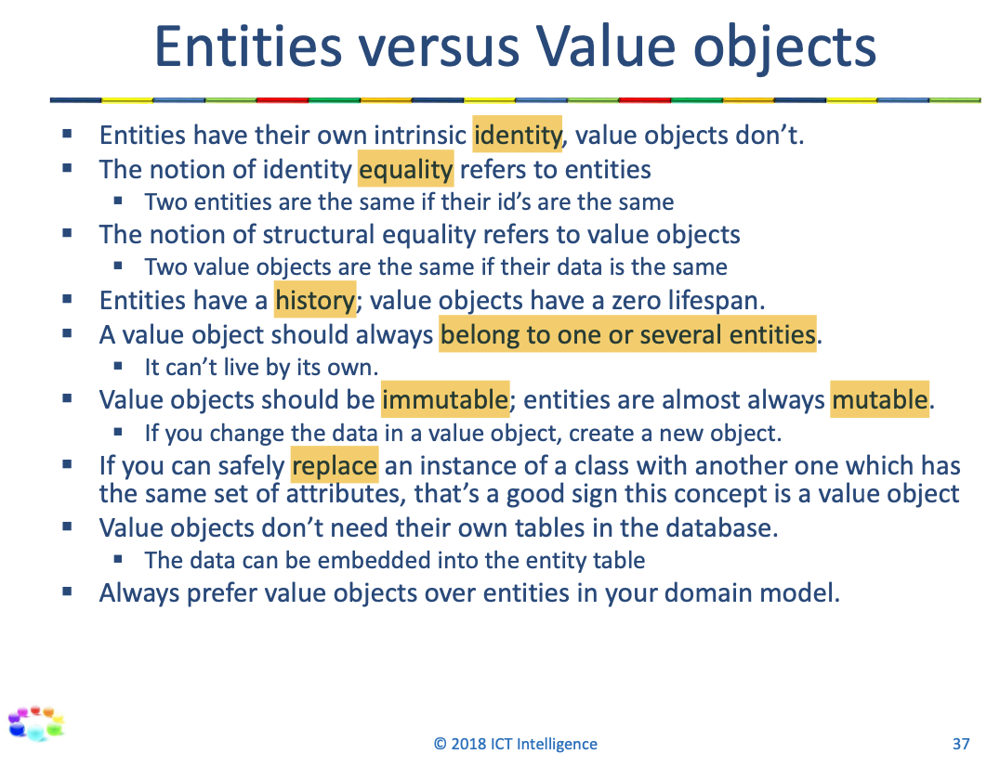 Entities versus Value objects
▪ Entities have their own intrinsic identity, value objects don’t.
▪ The notion of identity equality refers to entities
▪ Two entities are the same if their id’s are the same
▪ The notion of structural equality refers to value objects
▪ Two value objects are the same if their data is the same
▪ Entities have a history; value objects have a zero lifespan.
▪ A value object should always belong to one or several entities.
▪ It can’t live by its own.
▪ Value objects should be immutable; entities are almost always mutable.
▪ If you change the data in a value object, create a new object.
▪ If you can safely replace an instance of a class with another one which has
the same set of attributes, that’s a good sign this concept is a value object
▪ Value objects don’t need their own tables in the database.
▪ The data can be embedded into the entity table
▪ Always prefer value objects over entities in your domain model.
© 2018 ICT Intelligence
37